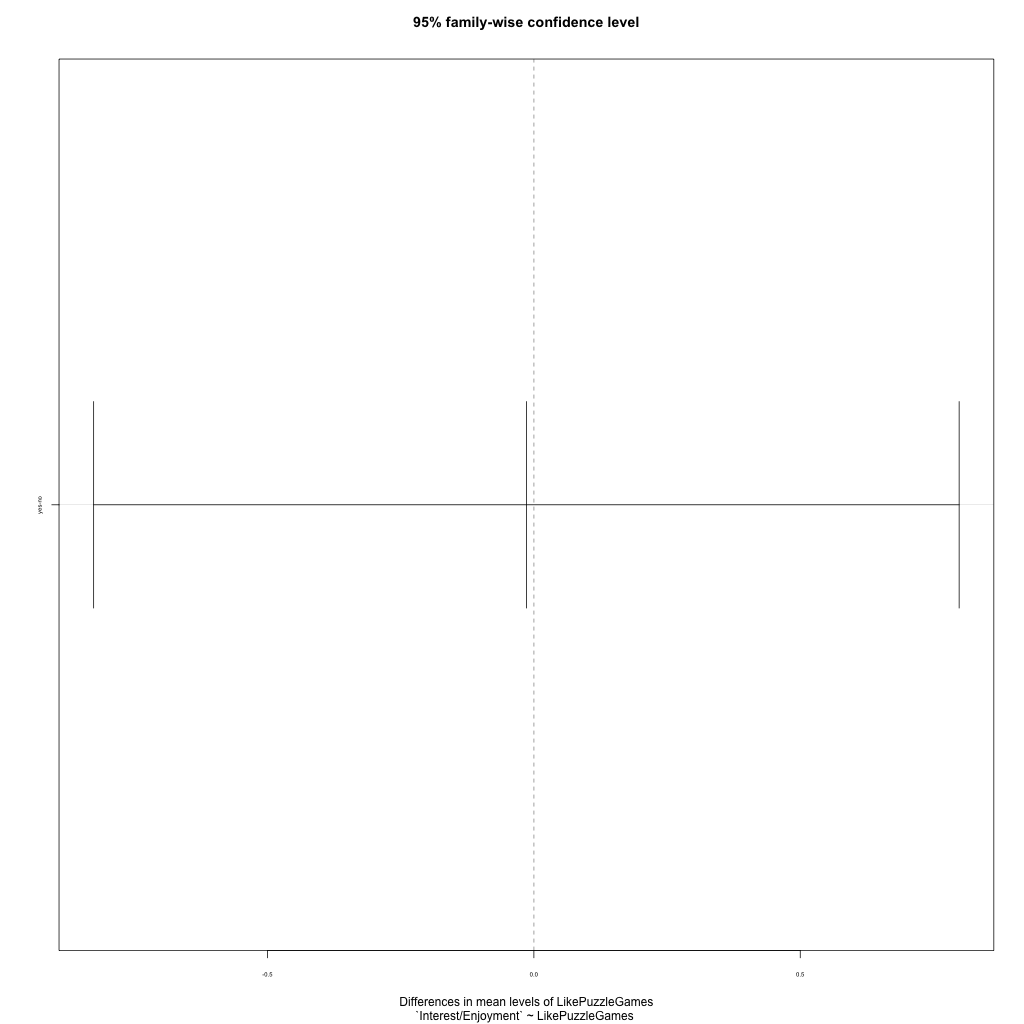 95% family-wise confidence level
yes-no
-0.5 0.0 0.5
Differences in mean levels of LikePuzzleGames
`Interest/Enjoyment` ~ LikePuzzleGames